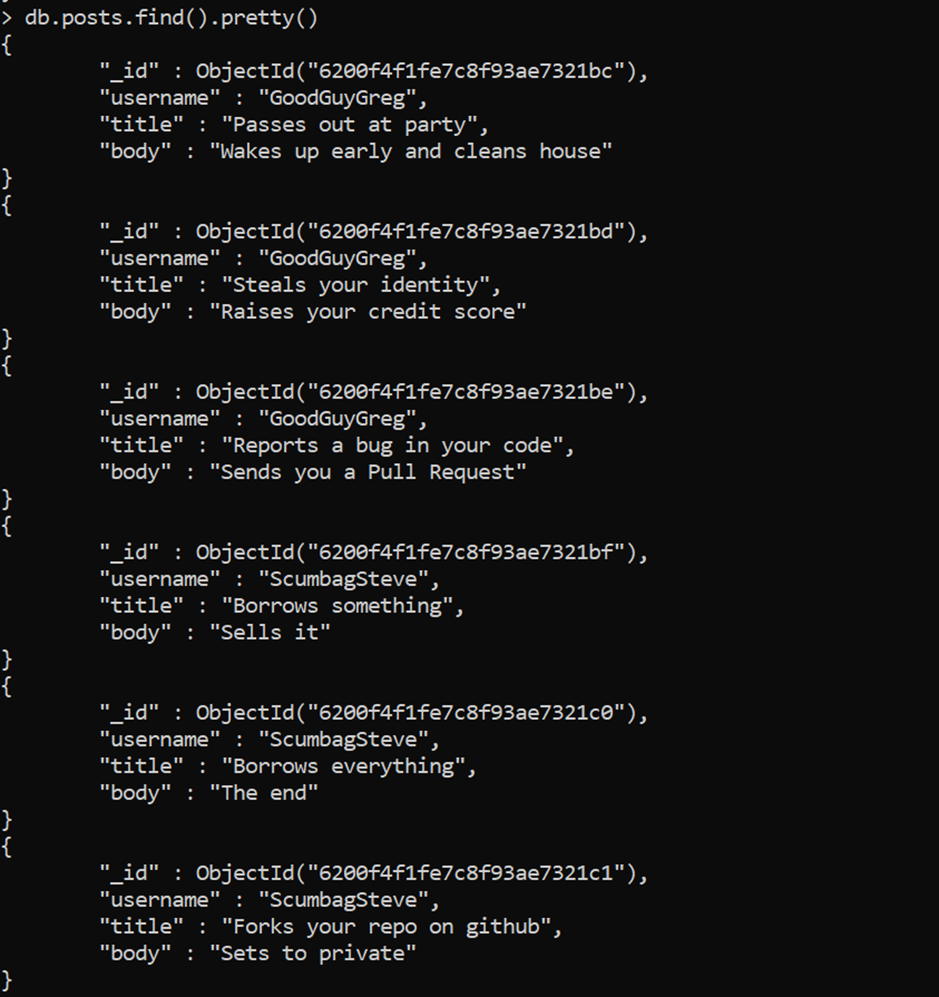 > db.posts.find().pretty()
{
"_id" : ObjectId("6200f4f1fe7c8f93ae7321bc"),
"username" : "GoodGuyGreg",
"title" : "Passes out at party",
"body" : "Wakes up early and cleans house"
}
{
"_id" : ObjectId("6200f4f1fe7c8f93ae7321bd"),
"username" : "GoodGuyGreg",
"title" : "Steals your identity",
"body" : "Raises your credit score"
}
{
"_id" : ObjectId("6200f4f1fe7c8f93ae7321be"),
"username" : "GoodGuyGreg",
"title" : "Reports a bug in your code",
"body" : "Sends you a Pull Request"
}
{
"_id" : ObjectId("6200f4f1fe7c8f93ae7321bf"),
"username" : "ScumbagSteve",
"title" : "Borrows something",
"body" : "Sells it"
}
{
"_id" : ObjectId("6200f4f1fe7c8f93ae7321c0"),
"username" : "ScumbagSteve",
"title" : "Borrows everything",
"body" : "The end"
}
{
"_id" : ObjectId("6200f4f1fe7c8f93ae7321c1"),
"username" : "ScumbagSteve",
"title" : "Forks your repo on github",
"body" : "Sets to private"
}